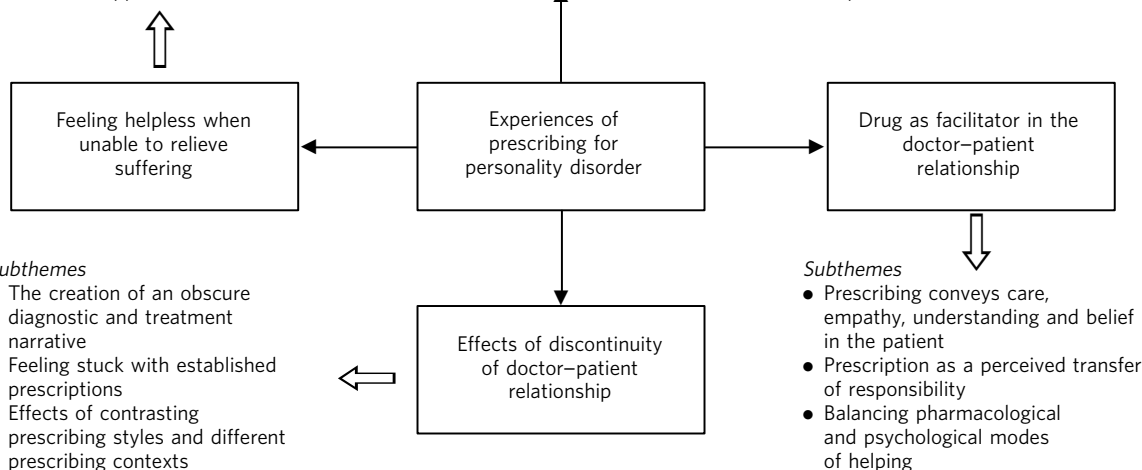 Feeling helpless when
unable to relieve
suffering
Experiences of
prescribing for
personality disorder
Drug as facilitator in the
doctor–patient
relationship
Effects of discontinuity
of doctor–patient
relationship
The creation of an obscure
diagnostic and treatment
narrative
Feeling stuck with established
prescriptions
Effects of contrasting
prescribing styles and different
prescribing contexts
Subthemes
● Prescribing conveys care,
empathy, understanding and belief
in the patient
● Prescription as a perceived transfer
of responsibility
● Balancing pharmacological
and psychological modes
of helping